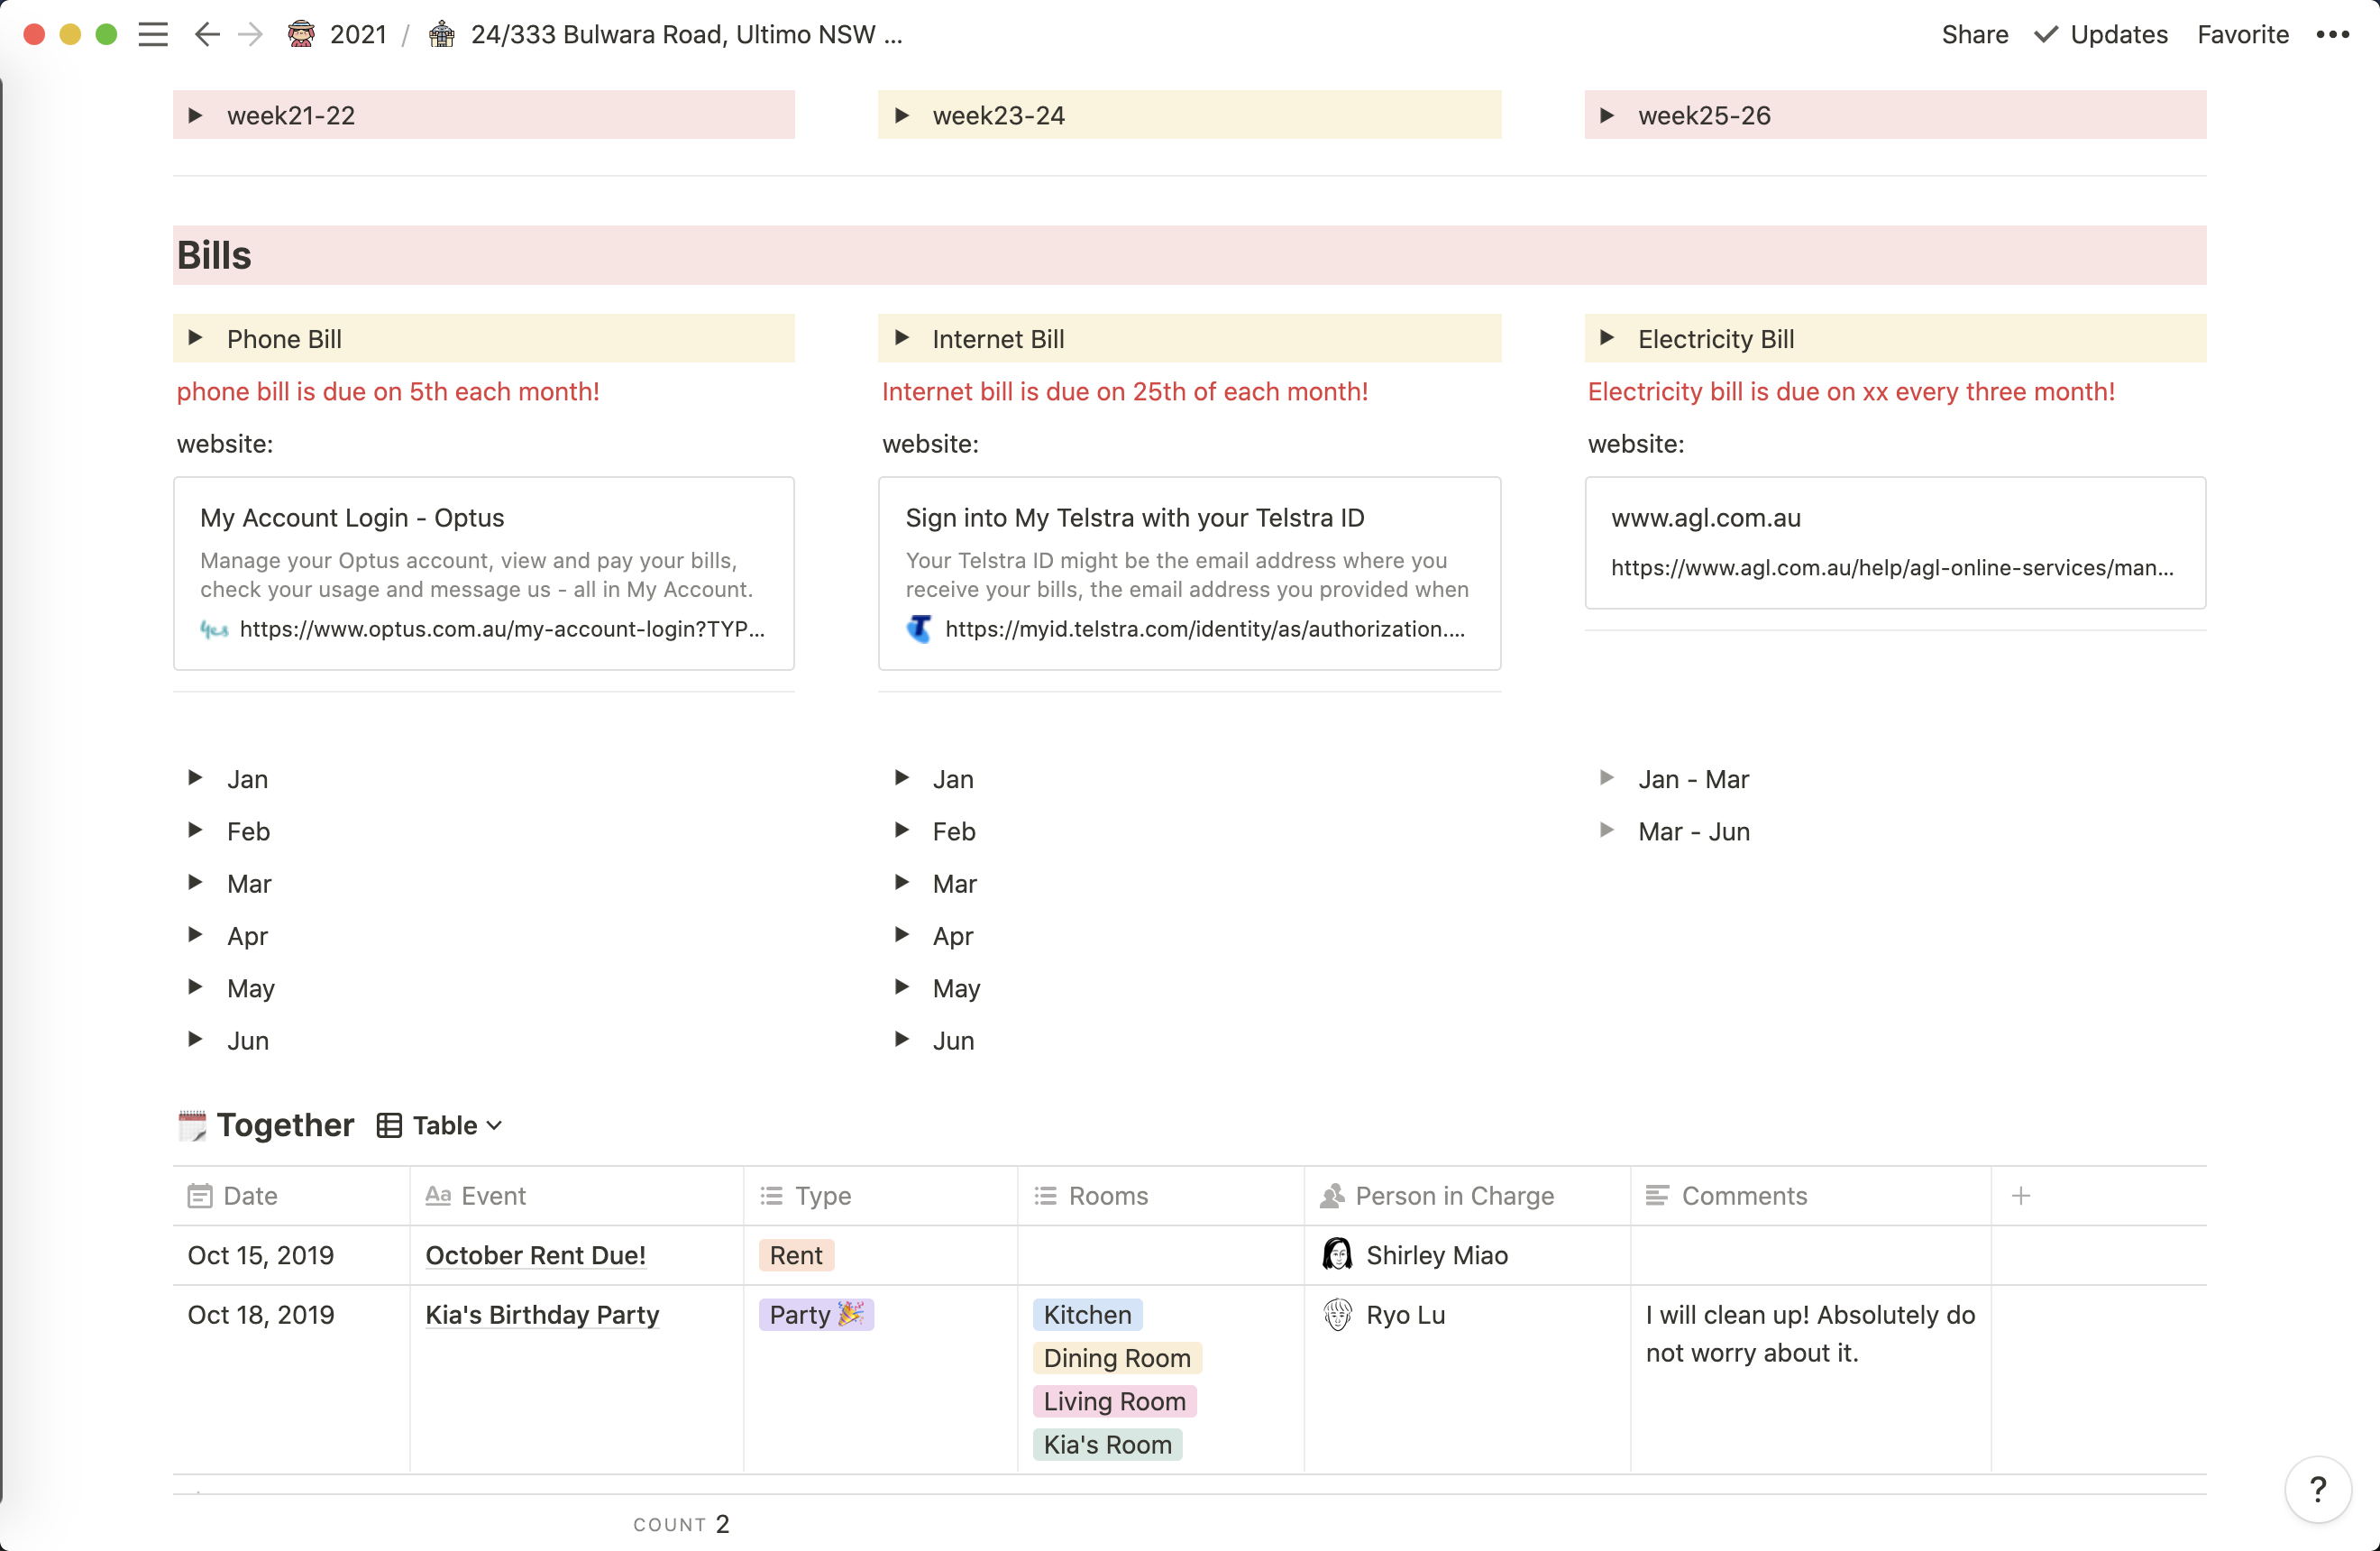 2021 / 24/333 Bulwara Road, Ultimo NSW ...
Share Updates Favorite
week21-22
week23-24
week25-26
Bills
Phone Bill
phone bill is due on 5th each month!
website:
My Account Login - Optus
Manage your Optus account, view and pay your bills,
check your usage and message us - all in My Account.
yes https://www.optus.com.au/my-account-login?TYP...
Jan
Feb
Mar
Apr
May
Jun
Internet Bill
Internet bill is due on 25th of each month!
website:
Sign into My Telstra with your Telstra ID
Your Telstra ID might be the email address where you
receive your bills, the email address you provided when
https://myid.telstra.com/identity/as/authorization....
Jan
Feb
Mar
Apr
May
Jun
Electricity Bill
Electricity bill is due on xx every three month!
website:
www.agl.com.au
https://www.agl.com.au/help/agl-online-services/man...
Jan - Mar
Mar - Jun
Together Table
Date Aa Event Type Rooms Person in Charge Comments +
Oct 15, 2019 October Rent Due! Rent Shirley Miao
Oct 18, 2019 Kia's Birthday Party Party 🎉 Kitchen Ryo Lu I will clean up! Absolutely do
not worry about it.
Dining Room
Living Room
Kia's Room
COUNT 2
?